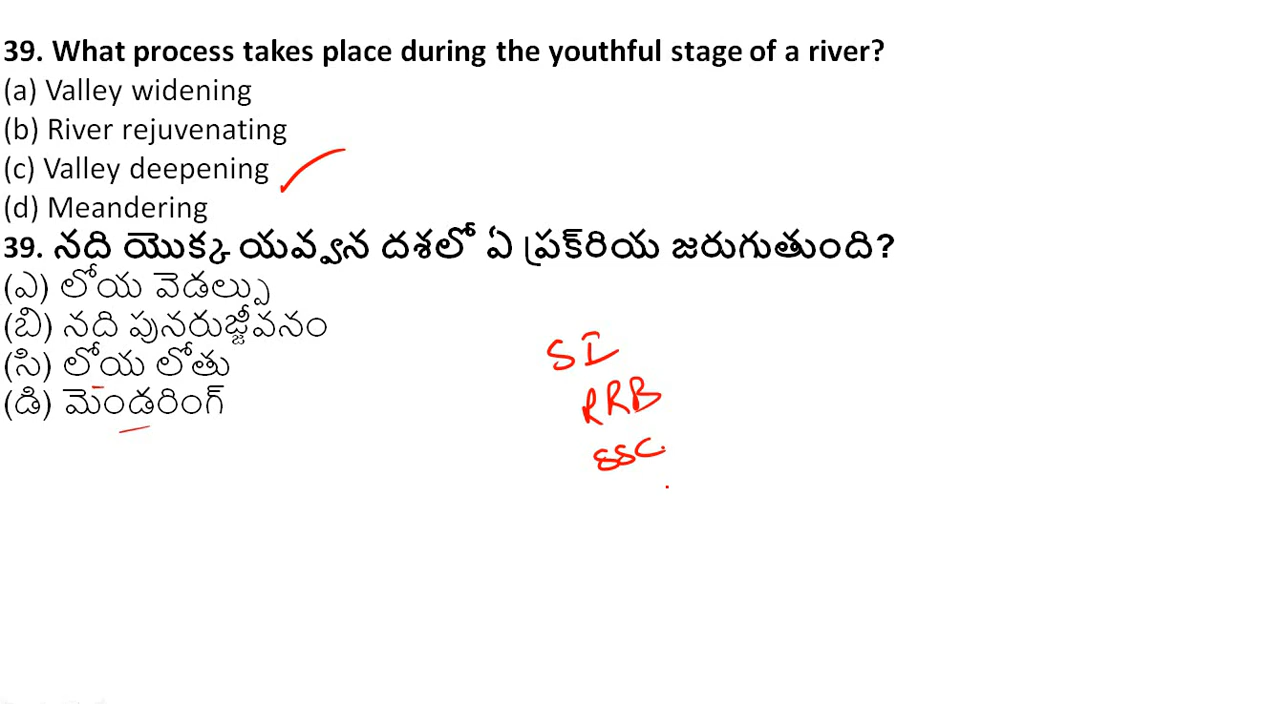 39. What process takes place during the youthful stage of a river?
(a) Valley widening
(b) River rejuvenating
(c) Valley deepening
(d) Meandering
39. నది యొక్క యవ్వన దశలో ఏ ప్రక్రియ జరుగుతుంది?
(ఎ) లోయ వెడల్పు
(బి) నది పునరుజ్జీవనం
(సి) లోయ లోతు
(డి) మెండరింగ్
SI
RRB
SSC